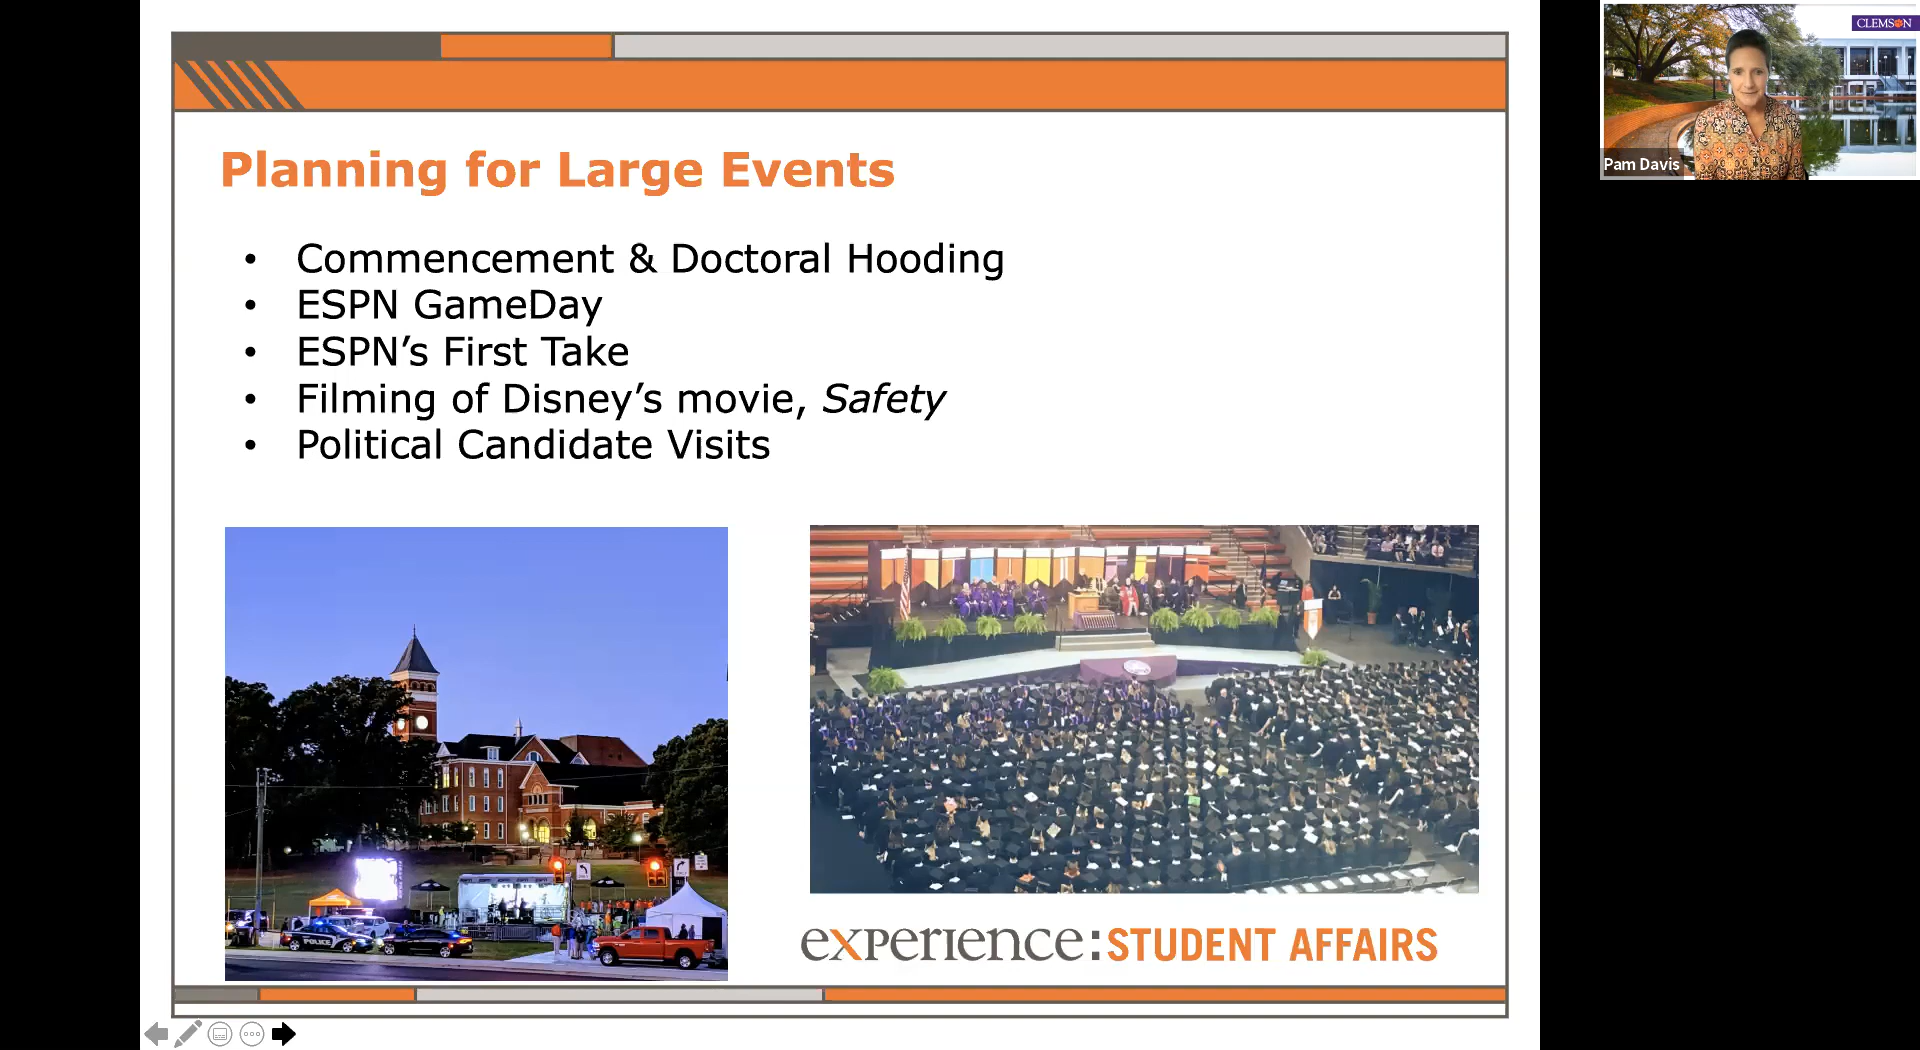 CLEMSON
Pam Davis
Planning for Large Events
• Commencement & Doctoral Hooding
• ESPN GameDay
• ESPN’s First Take
• Filming of Disney’s movie, Safety
• Political Candidate Visits
POLICE
experience:STUDENT AFFAIRS